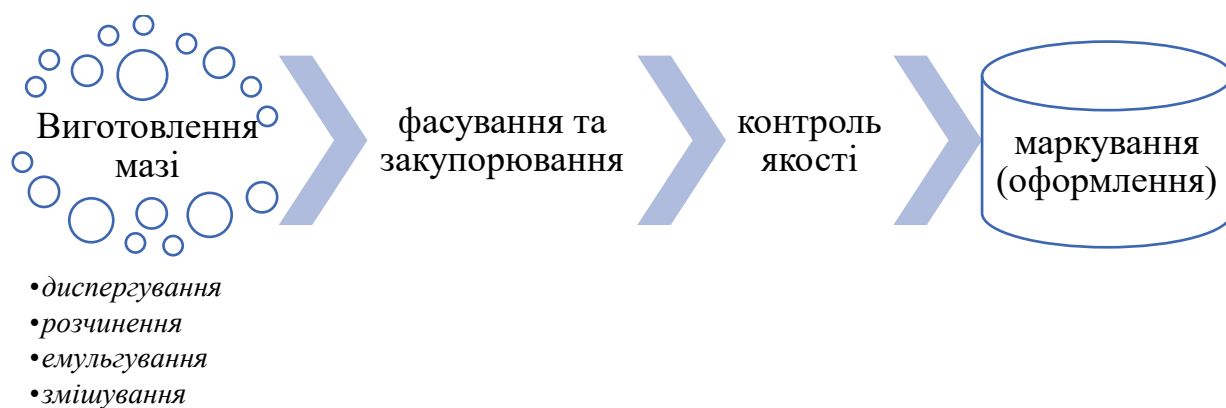 Виготовлення
мазі
фасування та
закупорювання
контроль
якості
маркування
(оформлення)
•диспергування
•розчинення
•емульгування
•змішування